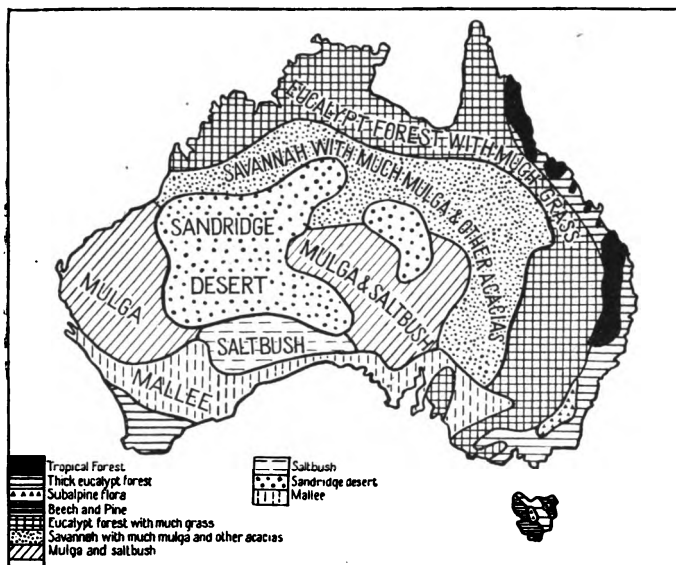 EUCALYPT FOREST WITH MUCH GRASS
SAVANNAH WITH MUCH MULGA & OTHER ACACIAS
SANDRIDGE
DESERT
MULGA & SALTBUSH
MULGA
SALTBUSH
MALLEE
Tropical Forest
Thick eucalypt forest
Subalpine flora
Beech and Pine
Eucalypt forest with much grass
Savannah with much mulga and other acacias
Mulga and saltbush
Saltbush
Sandridge desert
Mallee